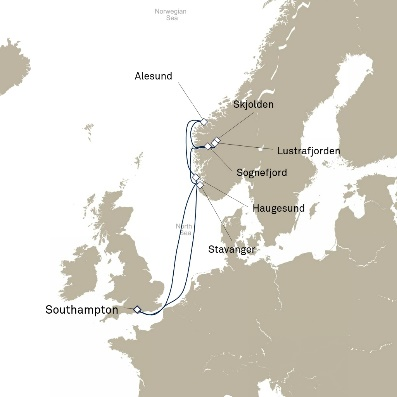 Norwegian
Sea
Alesund
Skjolden
Lustrafjorden
Sognefjord
Haugesund
North
Sea
Stavanger
Southampton